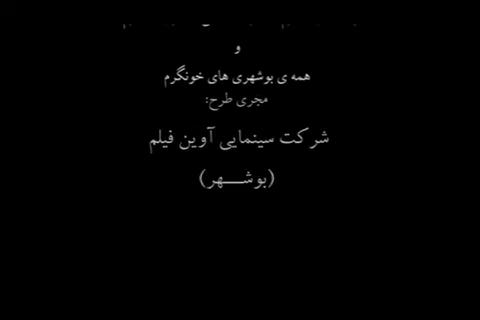 و
همه ی بوشهری های خونگرم
مجری طرح:
شرکت سینمایی آوین فیلم
(بوشـــهر)